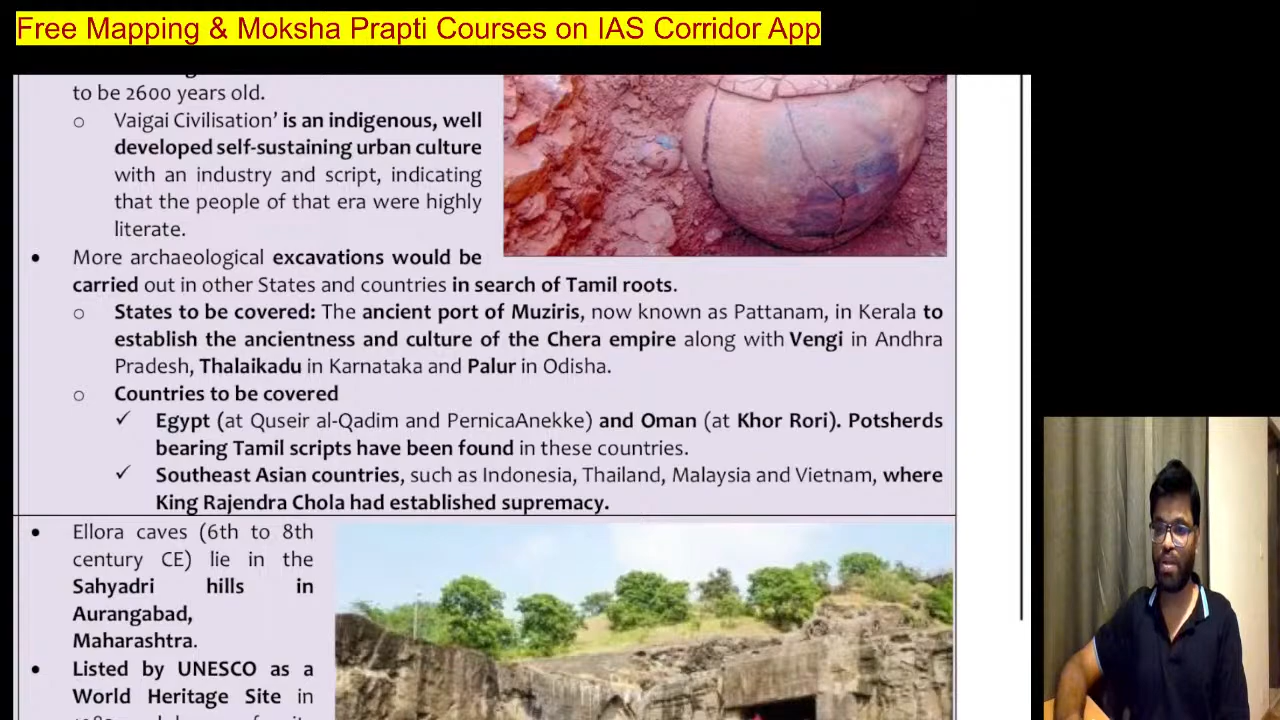 Free Mapping & Moksha Prapti Courses on IAS Corridor App
to be 2600 years old.
o Vaigai Civilisation’ is an indigenous, well
developed self-sustaining urban culture
with an industry and script, indicating
that the people of that era were highly
literate.
• More archaeological excavations would be
carried out in other States and countries in search of Tamil roots.
o States to be covered: The ancient port of Muziris, now known as Pattanam, in Kerala to
establish the ancientness and culture of the Chera empire along with Vengi in Andhra
Pradesh, Thalaikadu in Karnataka and Palur in Odisha.
o Countries to be covered
✓ Egypt (at Quseir al-Qadim and PernicaAnekke) and Oman (at Khor Rori). Potsherds
bearing Tamil scripts have been found in these countries.
✓ Southeast Asian countries, such as Indonesia, Thailand, Malaysia and Vietnam, where
King Rajendra Chola had established supremacy.
• Ellora caves (6th to 8th
century CE) lie in the
Sahyadri hills in
Aurangabad,
Maharashtra.
• Listed by UNESCO as a
World Heritage Site in